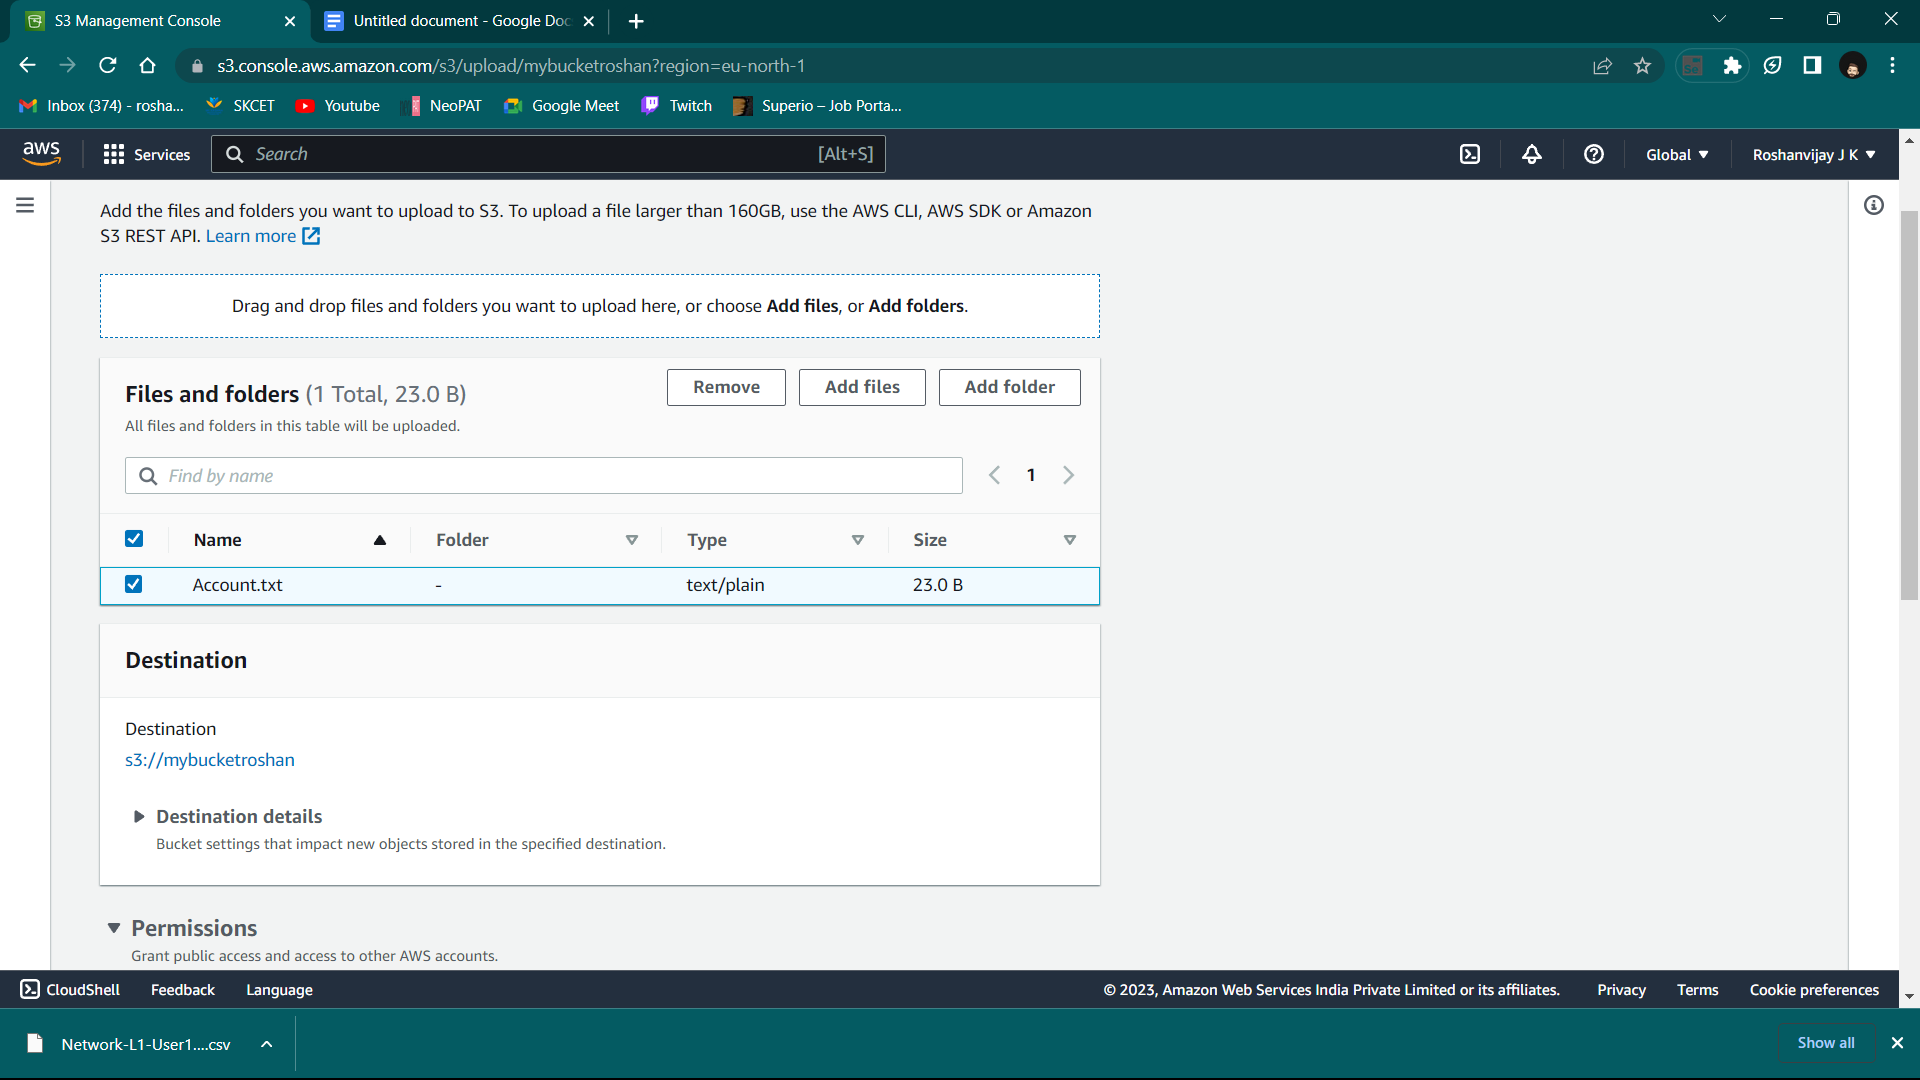 S3 Management Console
Untitled document - Google Doc
s3.console.aws.amazon.com/s3/upload/mybucketroshan?region=eu-north-1
Inbox (374) - rosha... SKCET Youtube NeoPAT Google Meet Twitch Superio – Job Porta...
aws Services Search [Alt+S] Global Roshanvijay J K
Add the files and folders you want to upload to S3. To upload a file larger than 160GB, use the AWS CLI, AWS SDK or Amazon
S3 REST API. Learn more
Drag and drop files and folders you want to upload here, or choose Add files, or Add folders.
Files and folders (1 Total, 23.0 B) Remove Add files Add folder
All files and folders in this table will be uploaded.
Find by name 1
Name Folder Type Size
Account.txt - text/plain 23.0 B
Destination
Destination
s3://mybucketroshan
Destination details
Bucket settings that impact new objects stored in the specified destination.
Permissions
Grant public access and access to other AWS accounts.
CloudShell Feedback Language © 2023, Amazon Web Services India Private Limited or its affiliates. Privacy Terms Cookie preferences
Network-L1-User1....csv Show all